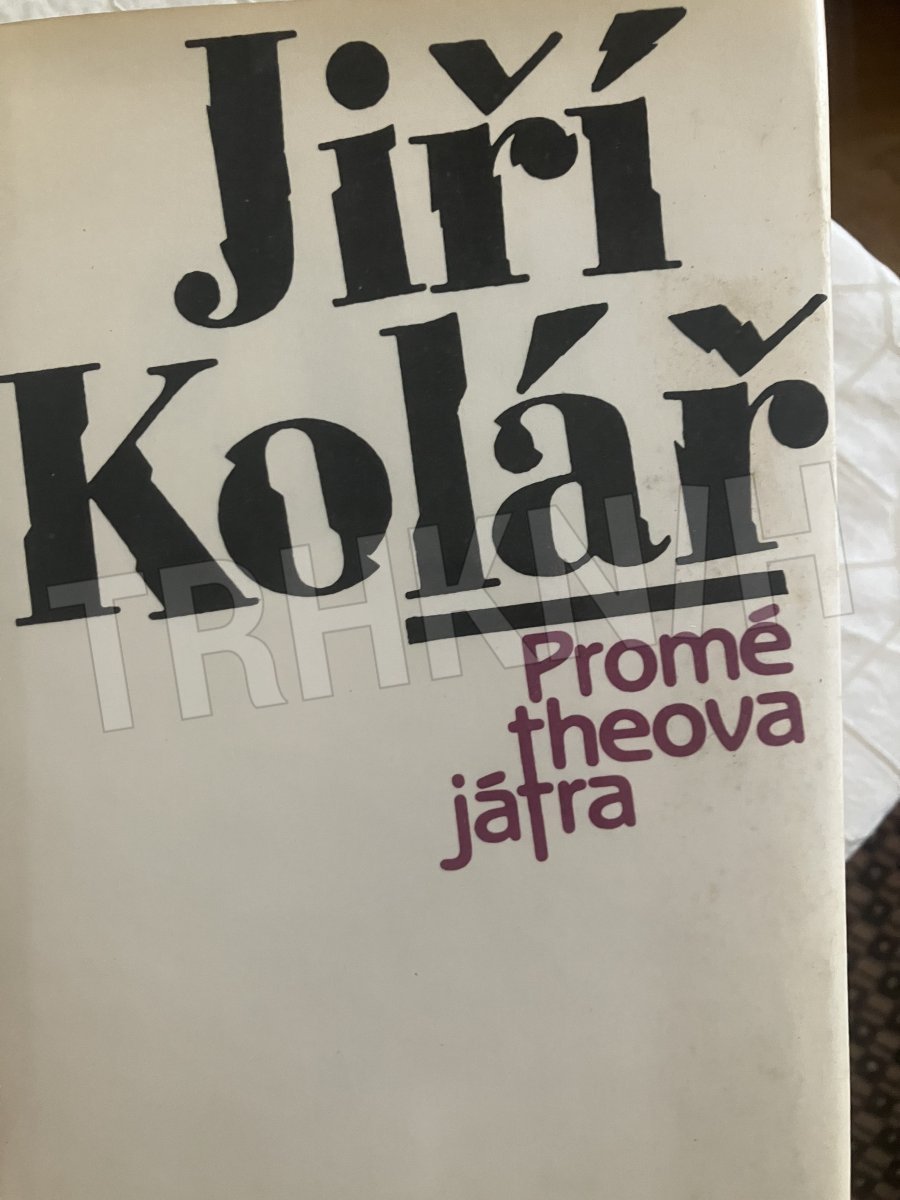 Jiří
Kolář
TRHKNIH
Promé
theova
játra